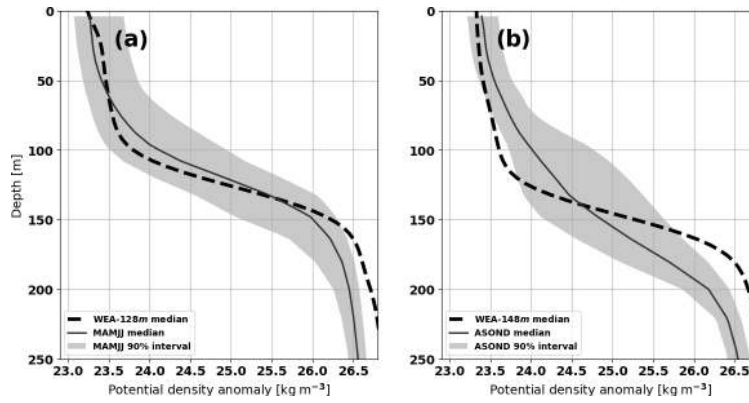 (a)
0
50
100
150
200
250
Depth [m]
WEA-128m median
MAMJJ median
MAMJJ 90% interval
23.0 23.5 24.0 24.5 25.0 25.5 26.0 26.5
Potential density anomaly [kg m⁻³]
(b)
0
50
100
150
200
250
WEA-148m median
ASOND median
ASOND 90% interval
23.0 23.5 24.0 24.5 25.0 25.5 26.0 26.5
Potential density anomaly [kg m⁻³]